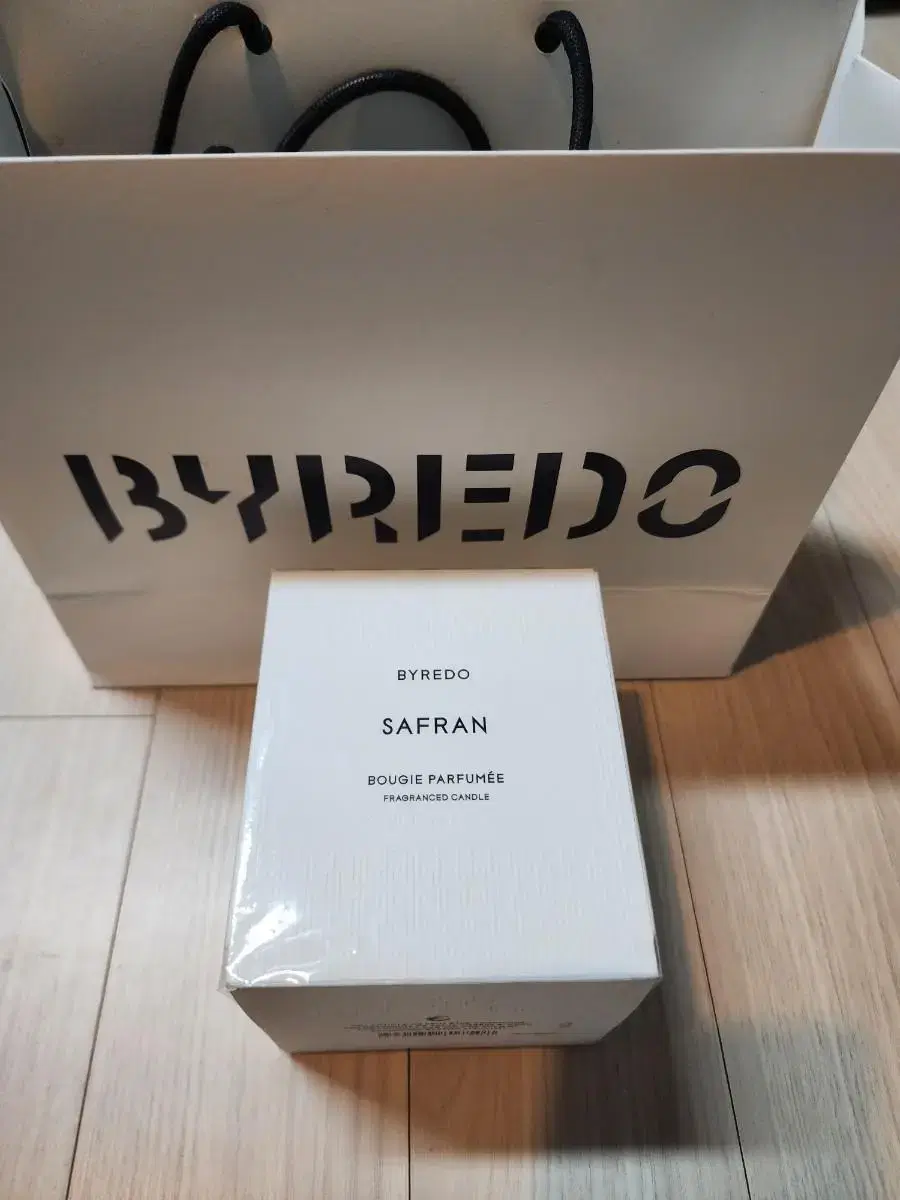 BYREDO
BYREDO
SAFRAN
BOUGIE PARFUMÉE
FRAGRANCED CANDLE